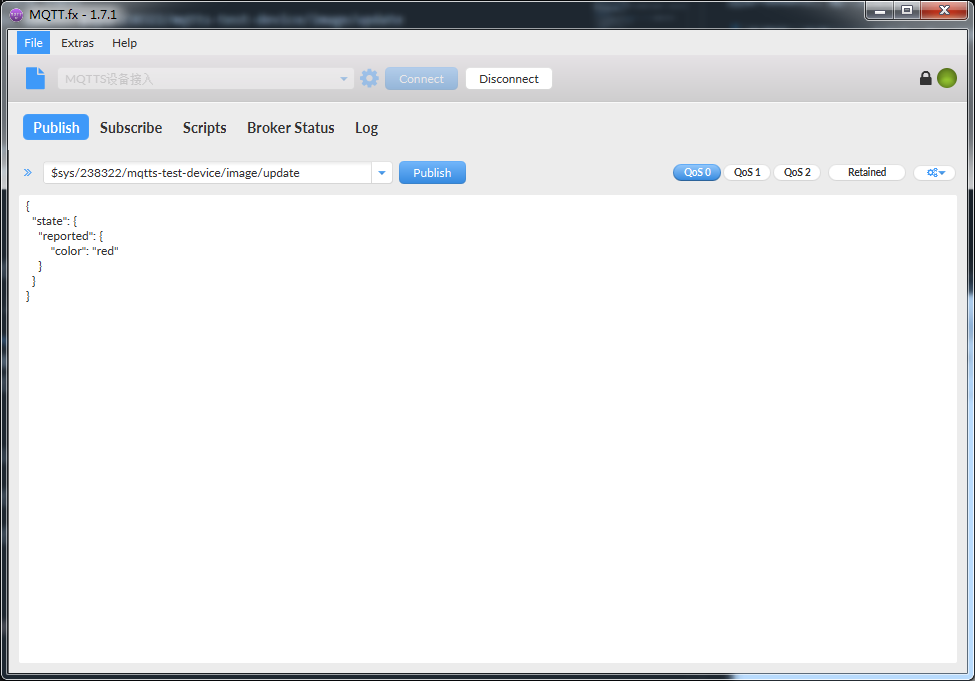 MQTT.fx - 1.7.1
File Extras Help
MQTTS设备接入 Connect Disconnect
Publish Subscribe Scripts Broker Status Log
$sys/238322/mqtts-test-device/image/update Publish QoS 0 QoS 1 QoS 2 Retained
{
"state": {
"reported": {
"color": "red"
}
}
}